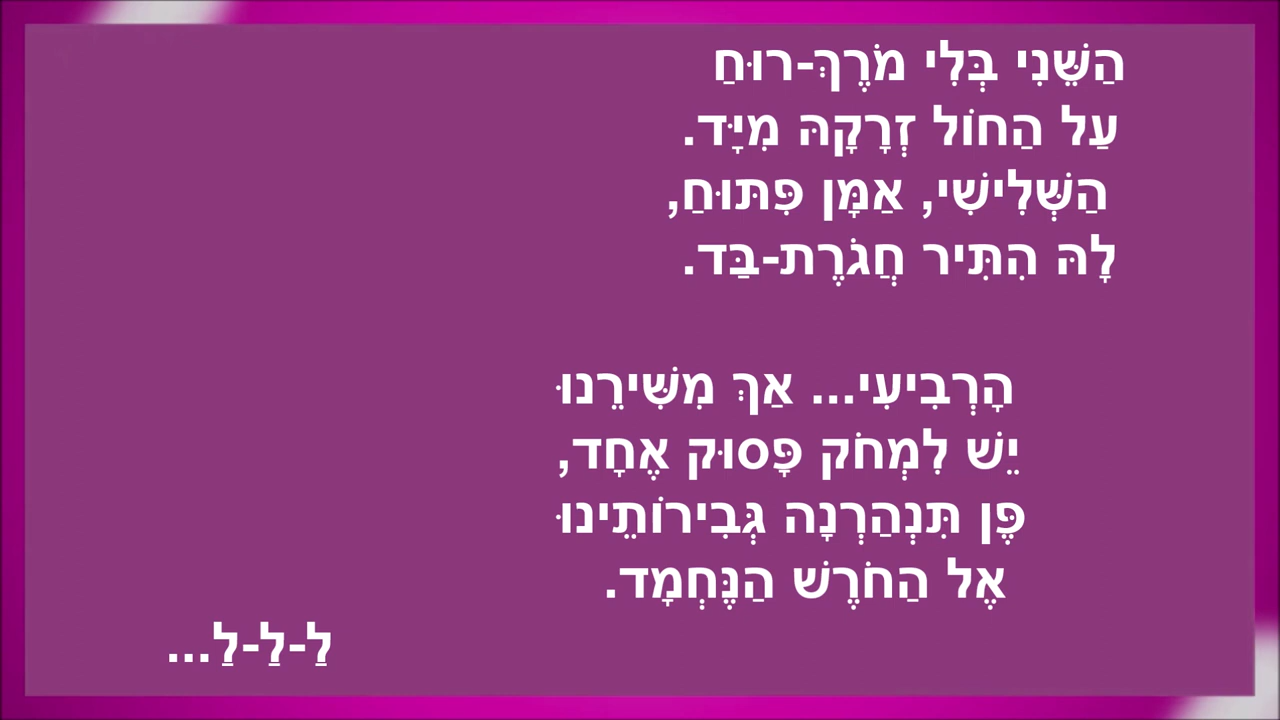 הַשֵּׁנִי בְּלִי מֹרֶךְ-רוּחַ
עַל הַחוֹל זְרָקָהּ מִיָּד.
הַשְּׁלִישִׁי, אַמָּן פִּתּוּחַ,
לָהּ הִתִּיר חֲגֹרֶת-בַּד.
הָרְבִיעִי... אַךְ מִשִּׁירֵנוּ
יֵשׁ לִמְחֹק פָּסוּק אֶחָד,
פֶּן תִּנְהַרְנָה גְּבִירוֹתֵינוּ
אֶל הַחֹרֶשׁ הַנֶּחְמָד.
לַ-לַ-לַ...